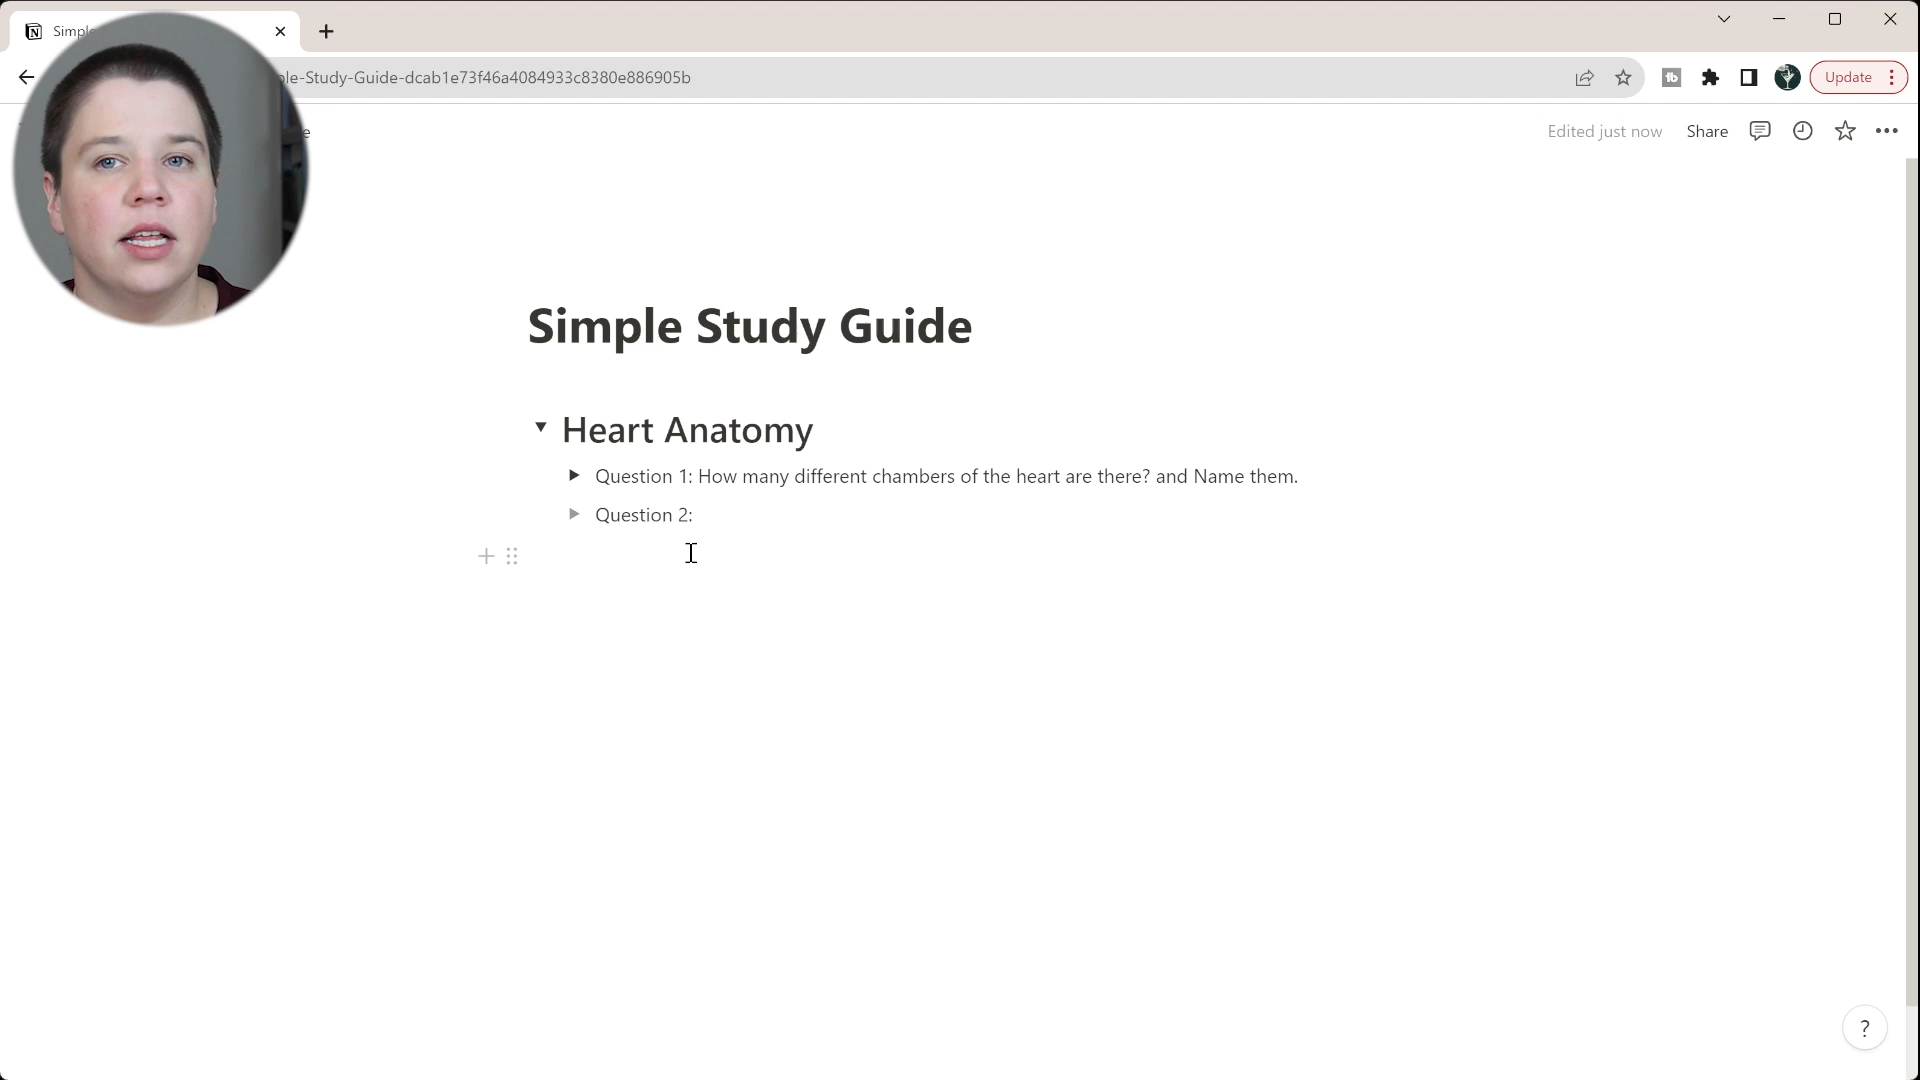 Simple
ple-Study-Guide-dcab1e73f46a4084933c8380e886905b
Update
e
Edited just now
Share
Simple Study Guide
Heart Anatomy
Question 1: How many different chambers of the heart are there? and Name them.
Question 2:
?